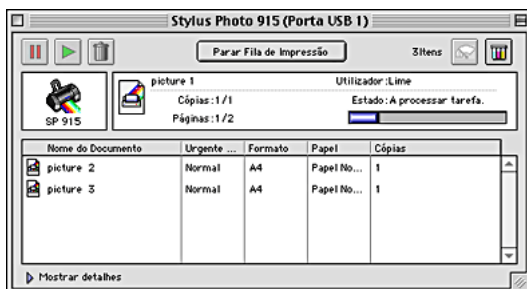 Stylus Photo 915 (Porta USB 1)
Parar Fila de Impressão
3Itens
SP 915
picture 1
Utilizador :Lime
Cópias:1/1
Estado:A processar tarefa.
Páginas:1/2
Nome do Documento Urgente ... Formato Papel Cópias
picture 2 Normal A4 Papel No... 1
picture 3 Normal A4 Papel No... 1
Mostrar detalhes